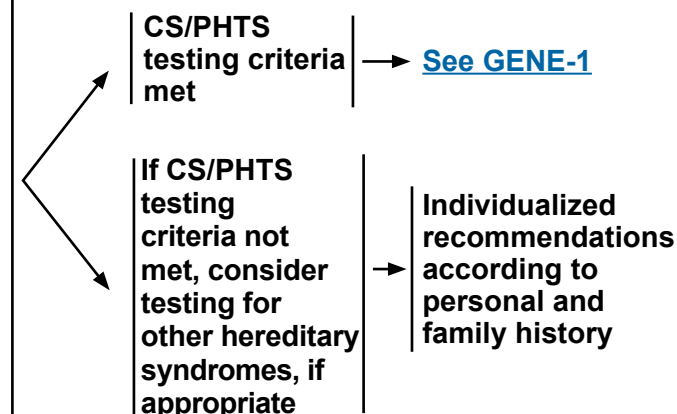 CS/PHTS
testing criteria
met
See GENE-1
If CS/PHTS
testing
criteria not
met, consider
testing for
other hereditary
syndromes, if
appropriate
Individualized
recommendations
according to
personal and
family history